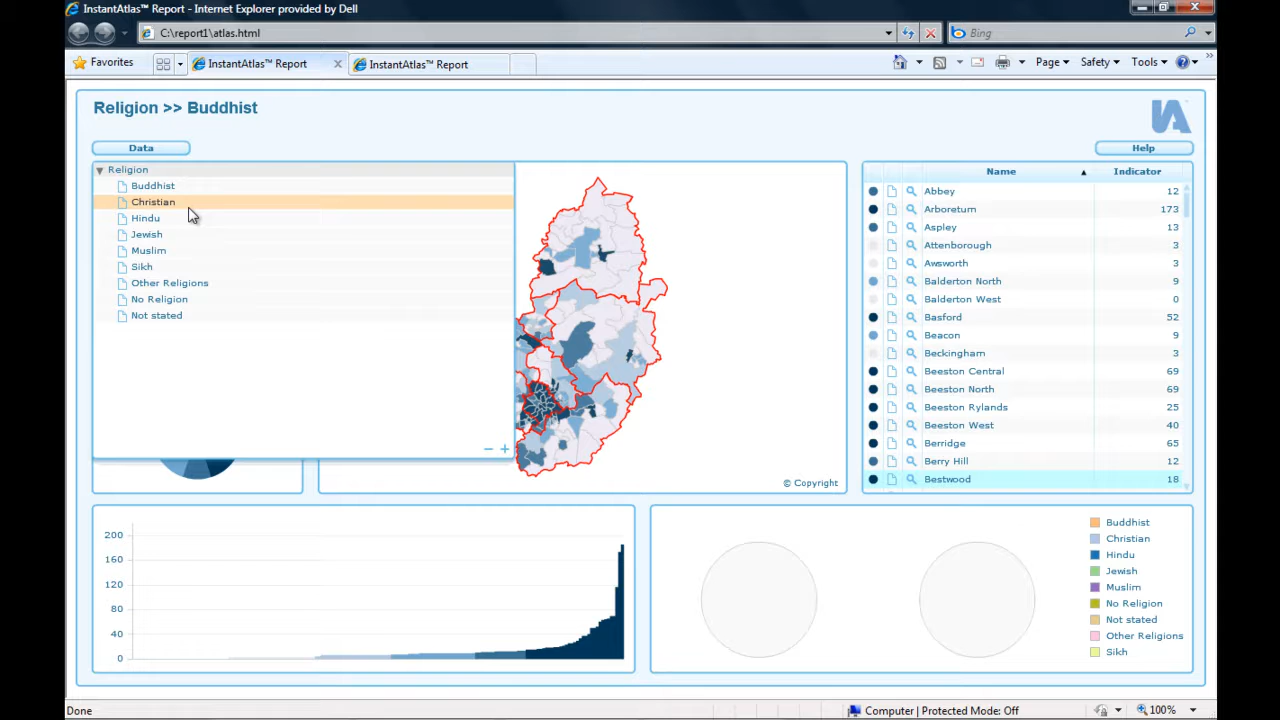 InstantAtlas™ Report - Internet Explorer provided by Dell
C:\report1\atlas.html
Bing
Favorites
InstantAtlas™ Report
InstantAtlas™ Report
Page
Safety
Tools
Religion >> Buddhist
IA
Data
Help
Religion
Buddhist
Christian
Hindu
Jewish
Muslim
Sikh
Other Religions
No Religion
Not stated
− +
© Copyright
Name ▲ Indicator
Abbey 12
Arboretum 173
Aspley 13
Attenborough 3
Awsworth 3
Balderton North 9
Balderton West 0
Basford 52
Beacon 9
Beckingham 3
Beeston Central 69
Beeston North 69
Beeston Rylands 25
Beeston West 40
Berridge 65
Berry Hill 12
Bestwood 18
200
160
120
80
40
0
Buddhist
Christian
Hindu
Jewish
Muslim
No Religion
Not stated
Other Religions
Sikh
Done
Computer | Protected Mode: Off
100%